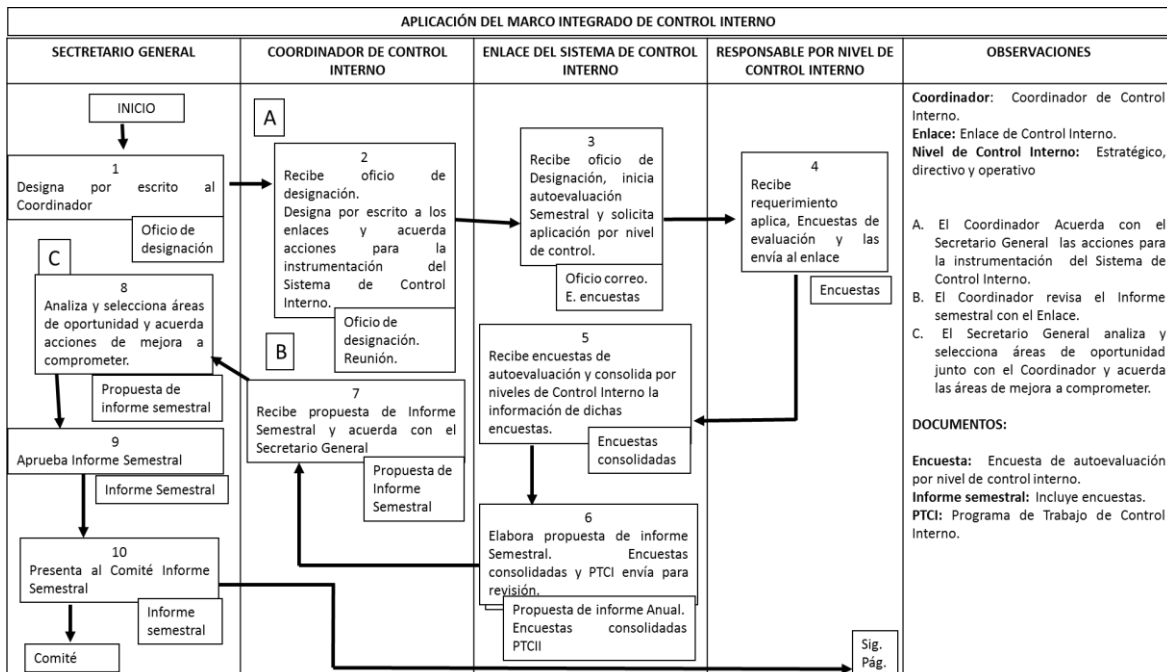 APLICACIÓN DEL MARCO INTEGRADO DE CONTROL INTERNO
SECTRETARIO GENERAL
COORDINADOR DE CONTROL
INTERNO
ENLACE DEL SISTEMA DE CONTROL
INTERNO
RESPONSABLE POR NIVEL DE
CONTROL INTERNO
OBSERVACIONES
INICIO
1
Designa por escrito al
Coordinador
Oficio de
designación
A
2
Recibe oficio de
designación.
Designa por escrito a los
enlaces y acuerda
acciones para la
instrumentación del
Sistema de Control
Interno.
Oficio de
designación.
Reunión.
3
Recibe oficio de
Designación, inicia
autoevaluación
Semestral y solicita
aplicación por nivel
de control.
Oficio correo.
E. encuestas
4
Recibe
requerimiento
aplica, Encuestas de
evaluación y las
envía al enlace
Encuestas
5
Recibe encuestas de
autoevaluación y consolida por
niveles de Control Interno la
información de dichas
encuestas.
Encuestas
consolidadas
6
Elabora propuesta de informe
Semestral. Encuestas
consolidadas y PTCI envía para
revisión.
Propuesta de informe Anual.
Encuestas consolidadas
PTCII
B
7
Recibe propuesta de Informe
Semestral y acuerda con el
Secretario General
Propuesta de
Informe
Semestral
C
8
Analiza y selecciona áreas
de oportunidad y acuerda
acciones de mejora a
comprometer.
Propuesta de
informe semestral
9
Aprueba Informe Semestral
Informe Semestral
10
Presenta al Comité Informe
Semestral
Informe
semestral
Comité
Sig.
Pág.
Coordinador: Coordinador de Control
Interno.
Enlace: Enlace de Control Interno.
Nivel de Control Interno: Estratégico,
directivo y operativo
A. El Coordinador Acuerda con el
Secretario General las acciones para
la instrumentación del Sistema de
Control Interno.
B. El Coordinador revisa el Informe
semestral con el Enlace.
C. El Secretario General analiza y
selecciona áreas de oportunidad
junto con el Coordinador y acuerda
las áreas de mejora a comprometer.
DOCUMENTOS:
Encuesta: Encuesta de autoevaluación
por nivel de control interno.
Informe semestral: Incluye encuestas.
PTCI: Programa de Trabajo de Control
Interno.